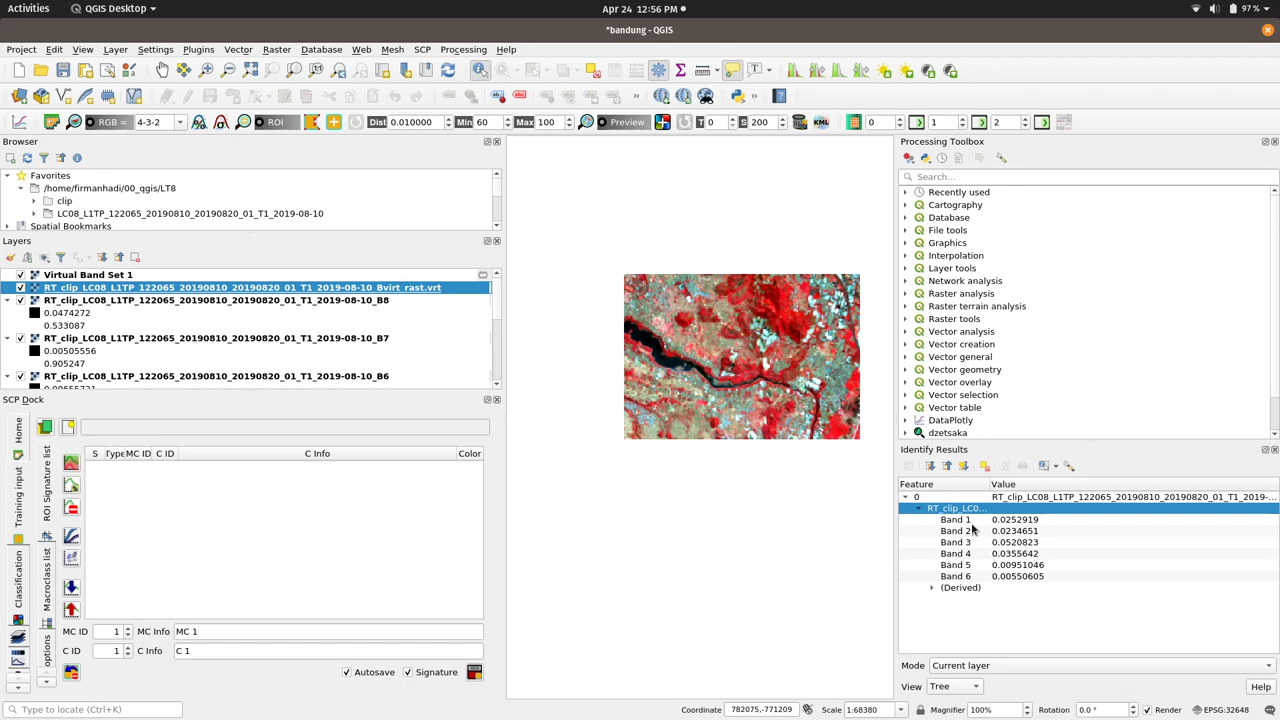 Activities
QGIS Desktop
Apr 24 12:56 PM
97 %
*bandung - QGIS
Project Edit View Layer Settings Plugins Vector Raster Database Web Mesh SCP Processing Help
RGB = 4-3-2 ROI Dist 0.010000 Min 60 Max 100 Preview T 0 S 200 KML 0 1 2
Browser
Favorites
/home/firmanhadi/00_qgis/LT8
clip
LC08_L1TP_122065_20190810_20190820_01_T1_2019-08-10
Spatial Bookmarks
Layers
Virtual Band Set 1
RT_clip_LC08_L1TP_122065_20190810_20190820_01_T1_2019-08-10_Bvirt_rast.vrt
RT_clip_LC08_L1TP_122065_20190810_20190820_01_T1_2019-08-10_B8
0.0474272
0.533087
RT_clip_LC08_L1TP_122065_20190810_20190820_01_T1_2019-08-10_B7
0.00505556
0.905247
RT_clip_LC08_L1TP_122065_20190810_20190820_01_T1_2019-08-10_B6
SCP Dock
Home
Training input
Classification
ROI Signature list
Macroclass list
options
S Type MC ID C ID C Info Color
MC ID 1 MC Info MC 1
C ID 1 C Info C 1
Autosave Signature
Processing Toolbox
Search...
Recently used
Cartography
Database
File tools
Graphics
Interpolation
Layer tools
Network analysis
Raster analysis
Raster terrain analysis
Raster tools
Vector analysis
Vector creation
Vector general
Vector geometry
Vector overlay
Vector selection
Vector table
DataPlotly
dzetsaka
Identify Results
Feature Value
0 RT_clip_LC08_L1TP_122065_20190810_20190820_01_T1_2019-...
RT_clip_LC0...
Band 1 0.0252919
Band 2 0.0234651
Band 3 0.0520823
Band 4 0.0355642
Band 5 0.00951046
Band 6 0.00550605
(Derived)
Mode Current layer
View Tree Help
Type to locate (Ctrl+K)
Coordinate 782075,-771209 Scale 1:68380 Magnifier 100% Rotation 0.0 ° Render EPSG:32648